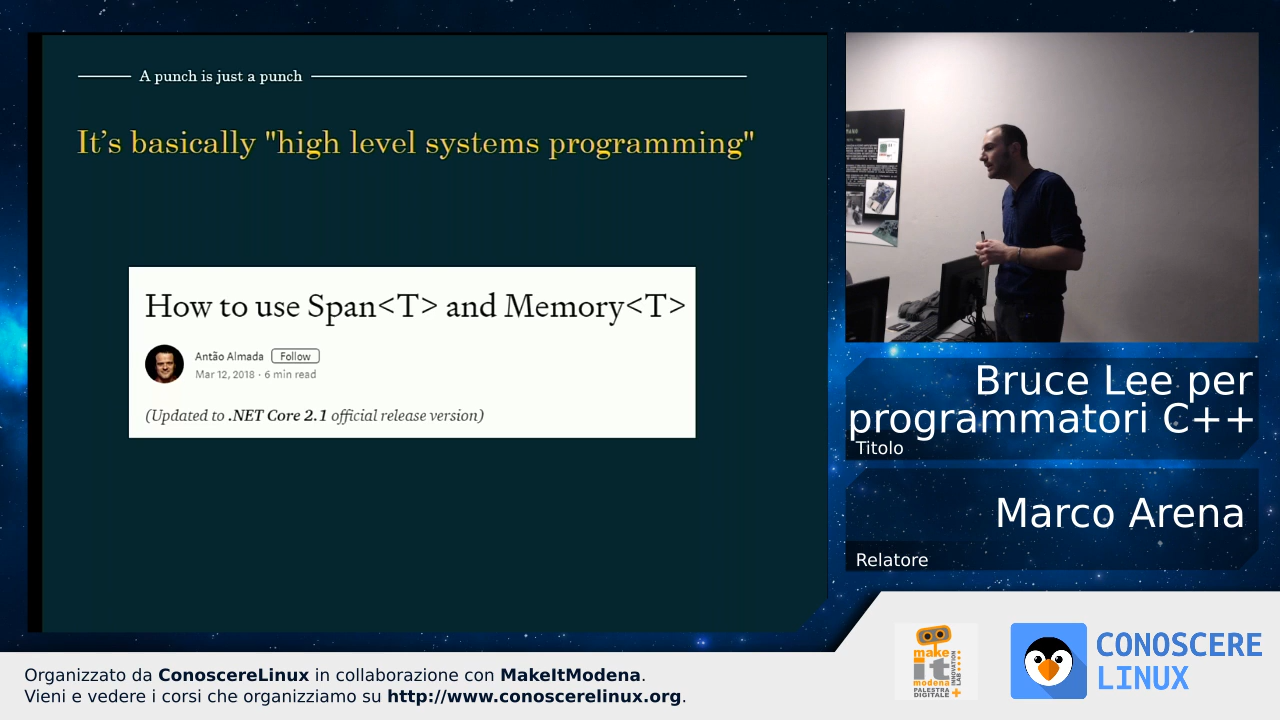 A punch is just a punch
It's basically "high level systems programming"
How to use Span<T> and Memory<T>
Antão Almada Follow
Mar 12, 2018 · 6 min read
(Updated to .NET Core 2.1 official release version)
Bruce Lee per
programmatori C++
Titolo
Marco Arena
Relatore
make
it
modena
PALESTRA
DIGITALE
INNOVATION
LAB
CONOSCERE
LINUX
Organizzato da ConoscereLinux in collaborazione con MakeItModena.
Vieni e vedere i corsi che organizziamo su http://www.conoscerelinux.org.